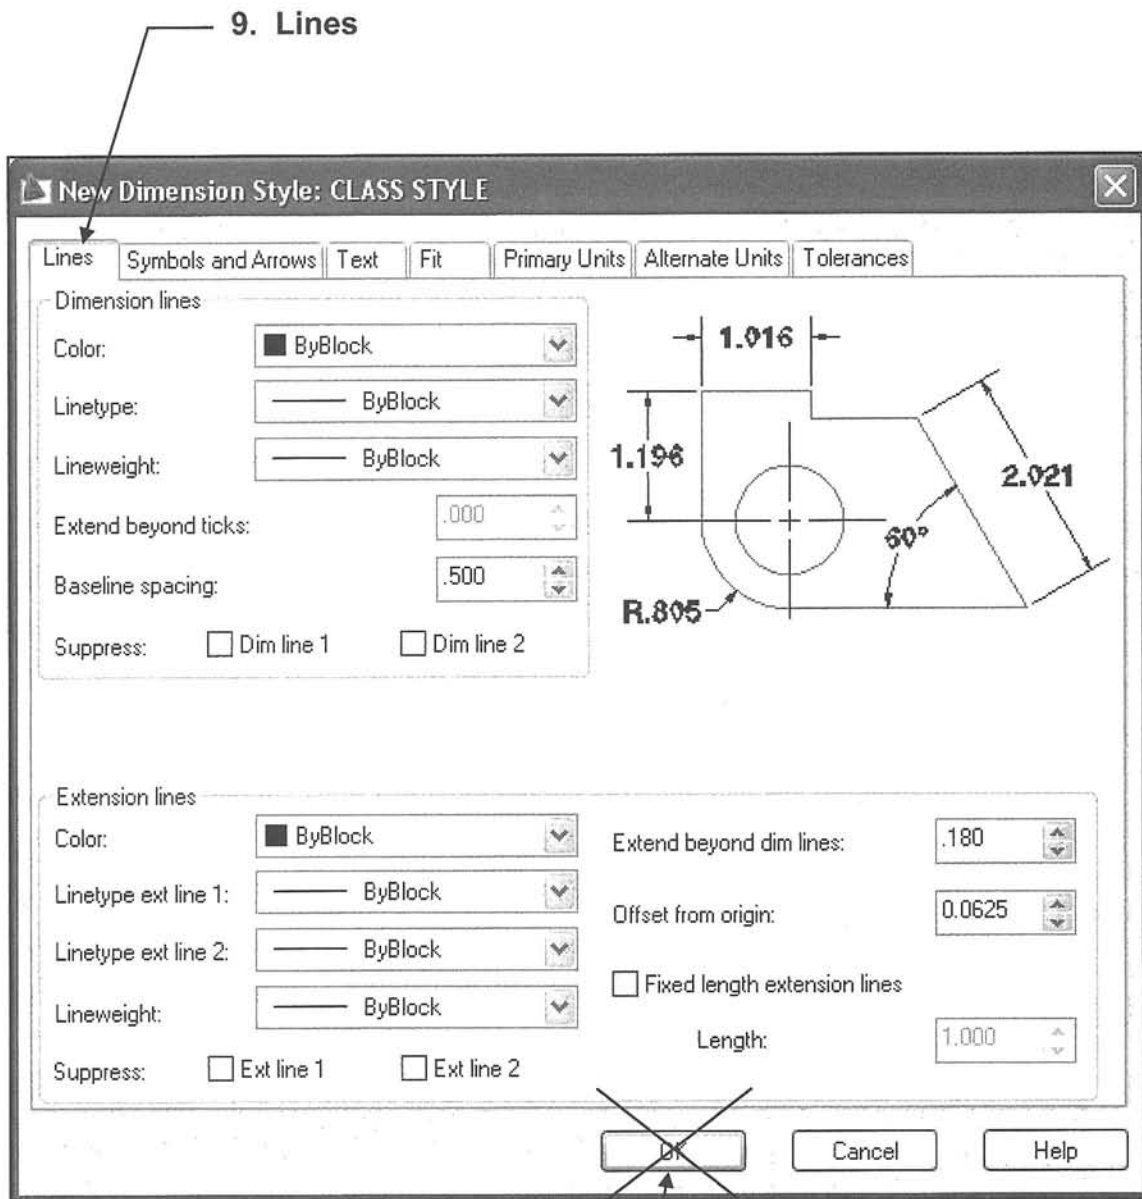 9. Lines
New Dimension Style: CLASS STYLE
Lines
Symbols and Arrows
Text
Fit
Primary Units
Alternate Units
Tolerances
Dimension lines
Color:
ByBlock
Linetype:
ByBlock
Lineweight:
ByBlock
Extend beyond ticks:
.000
Baseline spacing:
.500
Suppress:
Dim line 1
Dim line 2
1.016
1.196
2.021
60°
R.805
Extension lines
Color:
ByBlock
Linetype ext line 1:
ByBlock
Linetype ext line 2:
ByBlock
Lineweight:
ByBlock
Suppress:
Ext line 1
Ext line 2
Extend beyond dim lines:
.180
Offset from origin:
0.0625
Fixed length extension lines
Length:
1.000
Cancel
Help